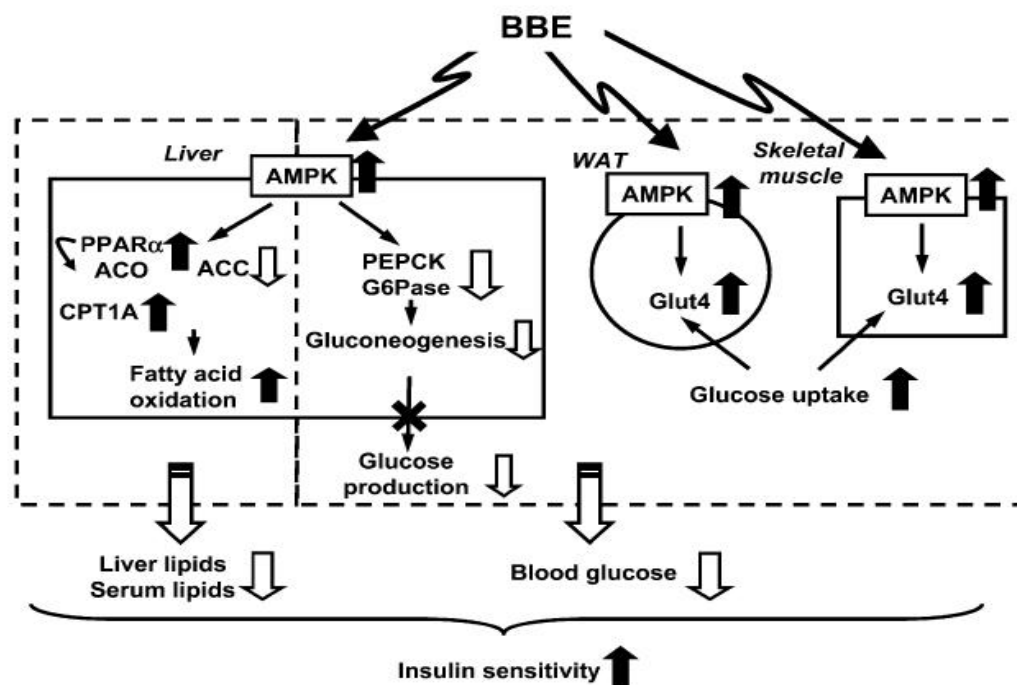 BBE
Liver
AMPK
PPARα
ACO
ACC
CPT1A
Fatty acid
oxidation
PEPCK
G6Pase
Gluconeogenesis
Glucose
production
WAT
AMPK
Glut4
Skeletal
muscle
AMPK
Glut4
Glucose uptake
Liver lipids
Serum lipids
Blood glucose
Insulin sensitivity